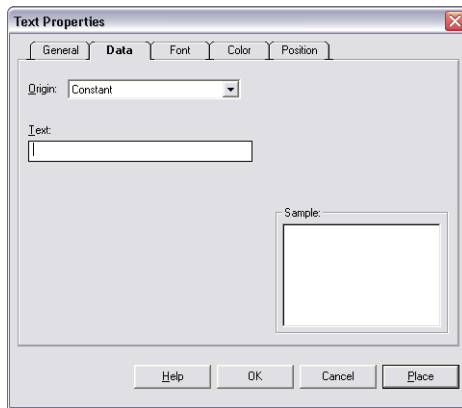 Text Properties
General Data Font Color Position
Origin: Constant
Text:
Sample:
Help OK Cancel Place